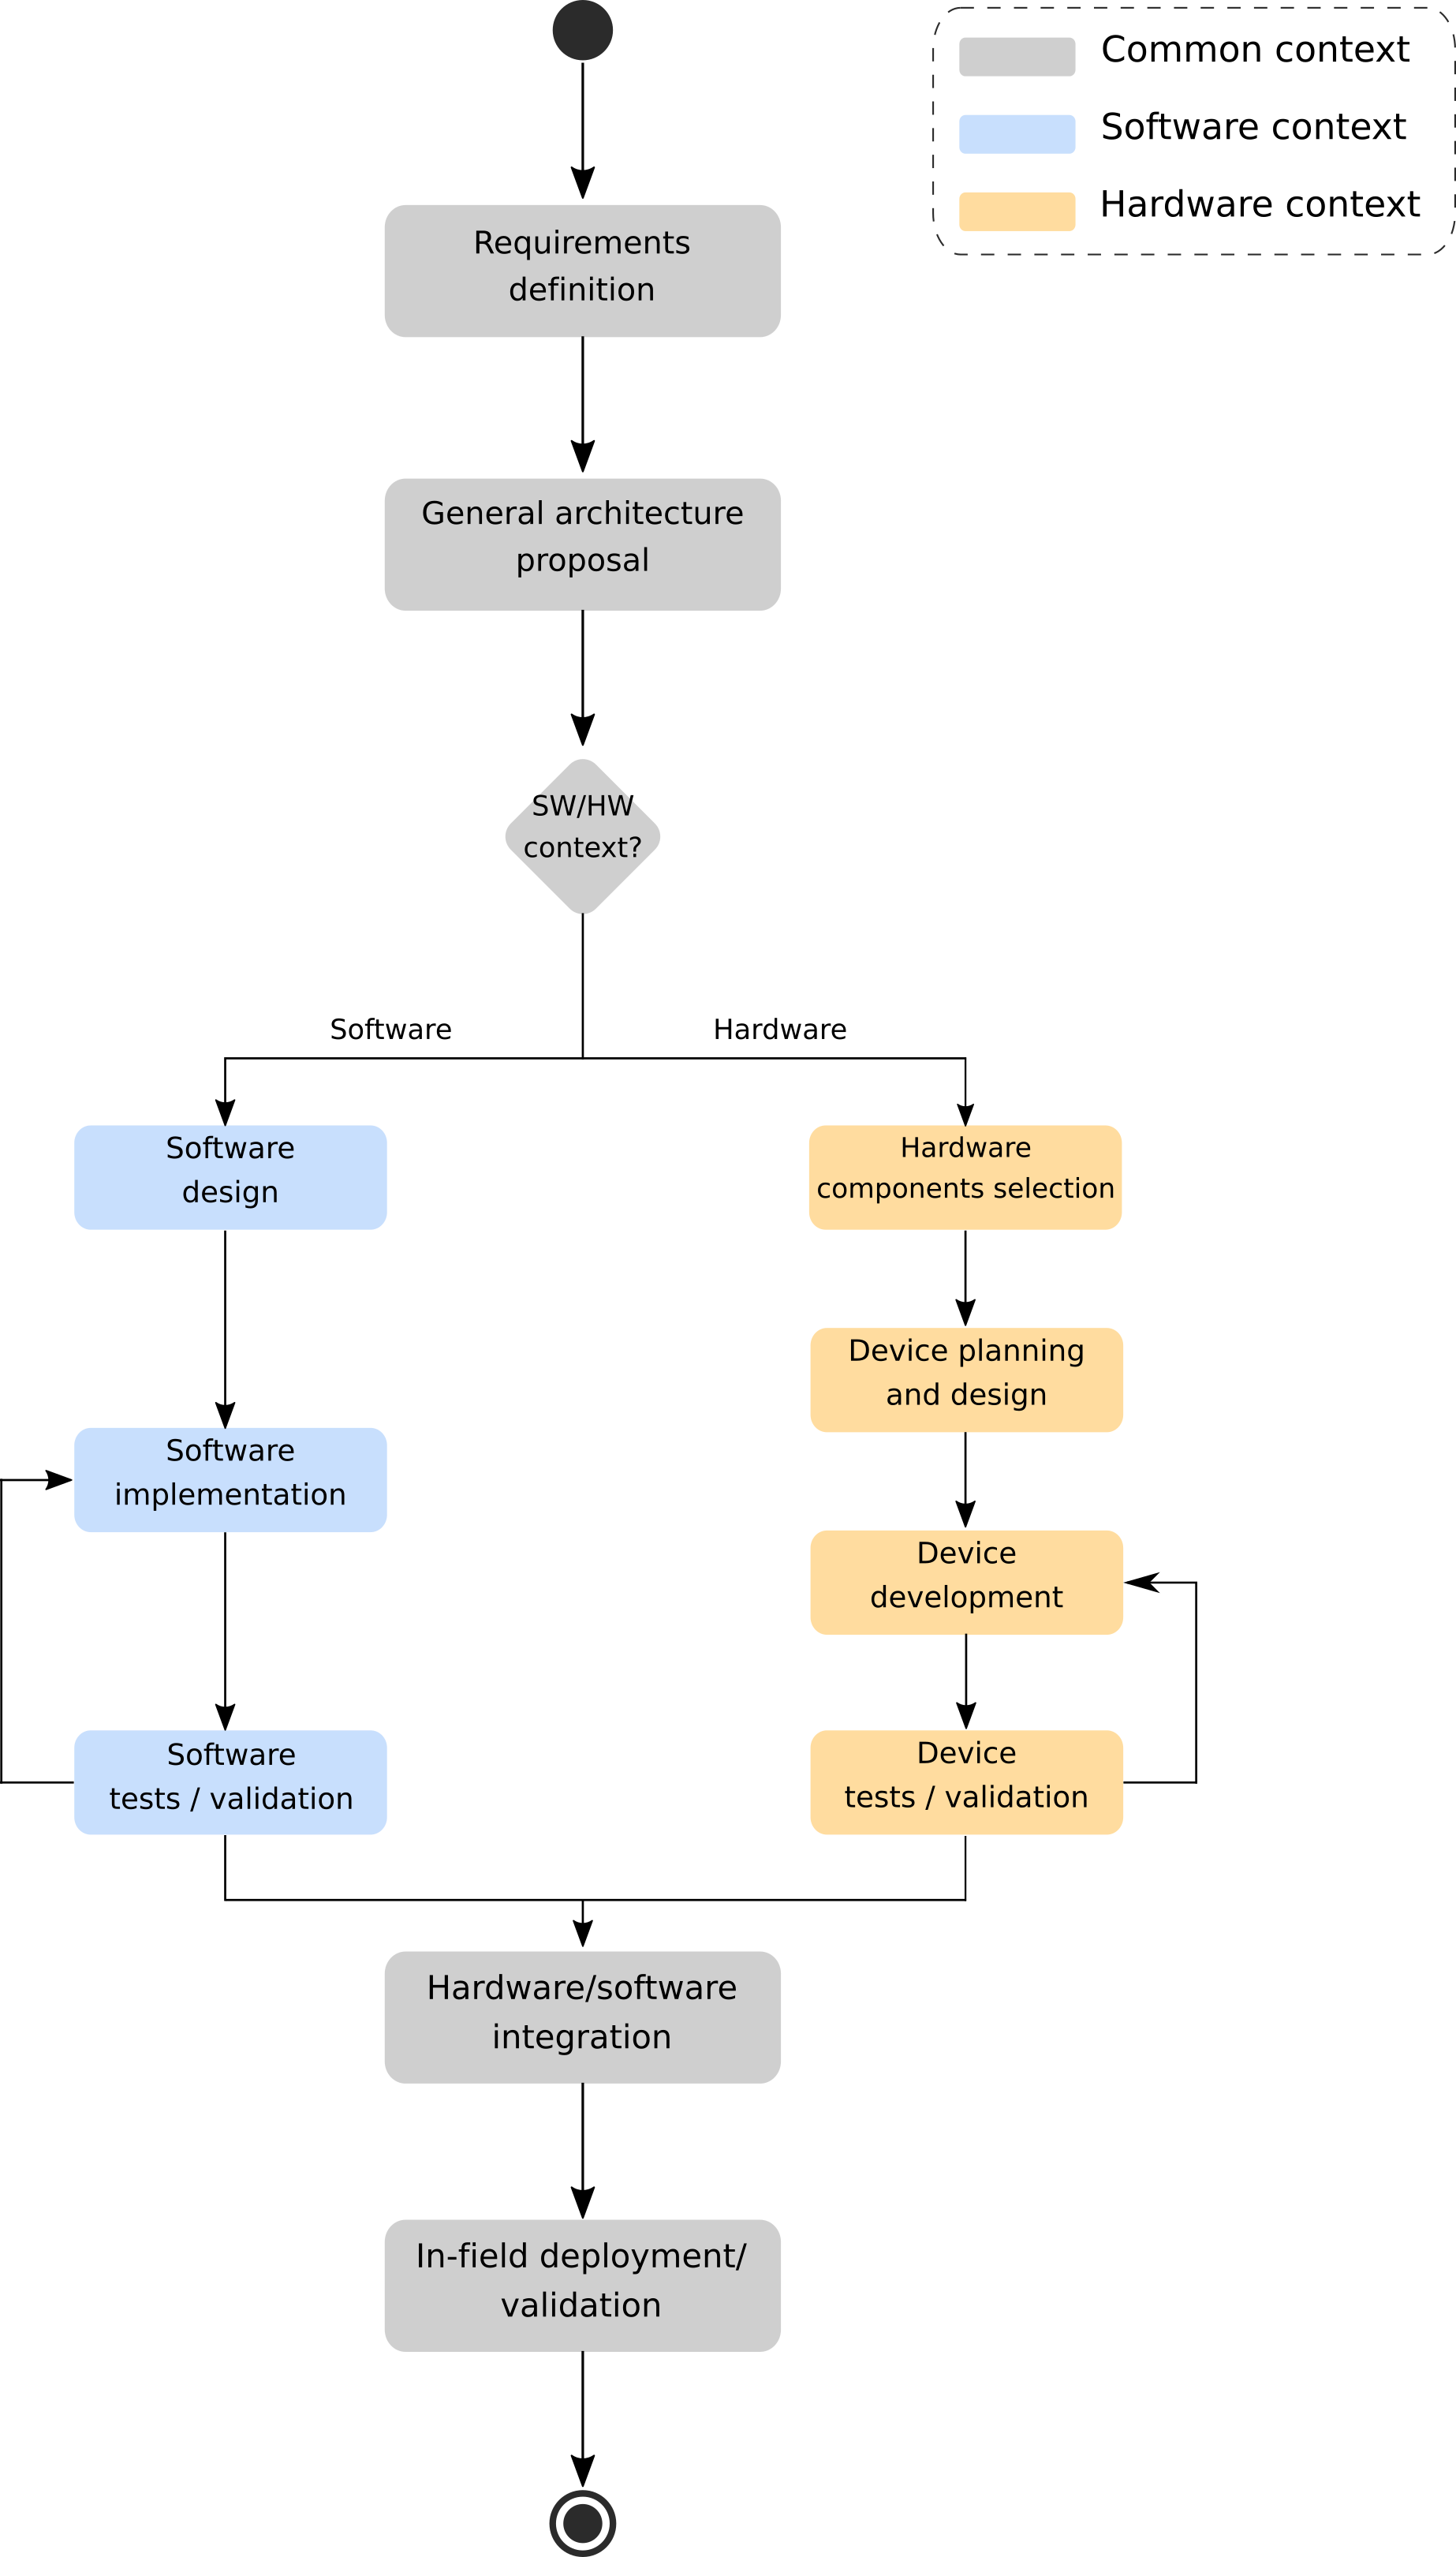 Common context
Software context
Hardware context
Requirements
definition
General architecture
proposal
SW/HW
context?
Software
Hardware
Software
design
Hardware
components selection
Device planning
and design
Software
implementation
Device
development
Software
tests / validation
Device
tests / validation
Hardware/software
integration
In-field deployment/
validation